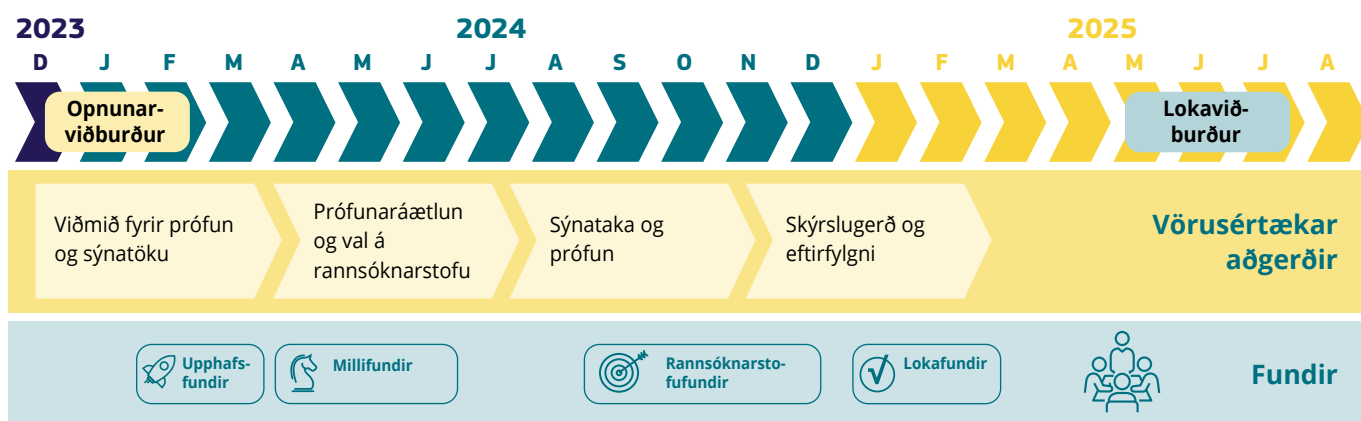 2023 2024 2025
D J F M A M J J A S O N D J F M A M J J A
Opnunar-
viðburður
Lokavið-
burður
Viðmið fyrir prófun
og sýnatöku
Prófunaráætlun
og val á
rannsóknarstofu
Sýnataka og
prófun
Skýrslugerð og
eftirfylgni
Vörusértækar
aðgerðir
Upphafs-
fundir
Millifundir
Rannsóknarsto-
fufundir
Lokafundir
Fundir